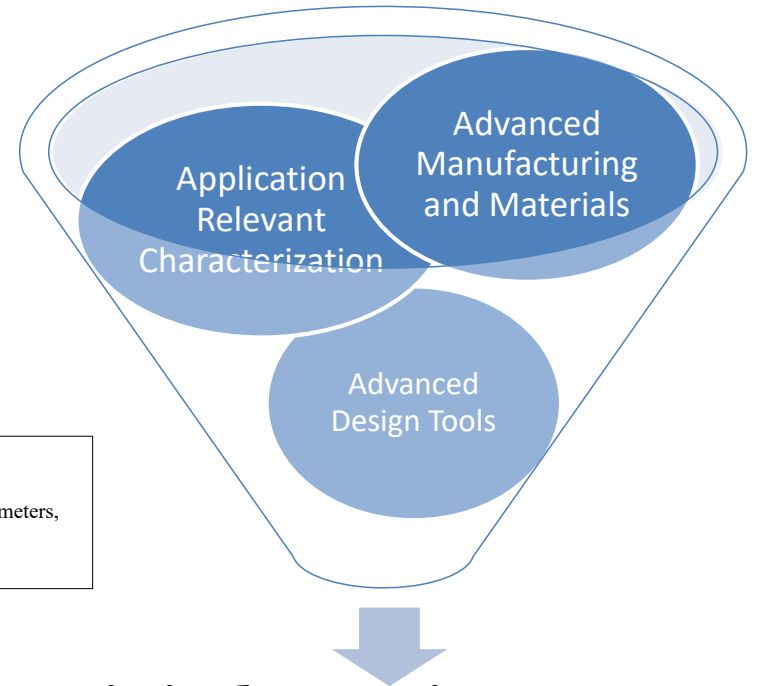 Advanced
Manufacturing
and Materials
Application
Relevant
Characterization
Advanced
Design Tools
meters,